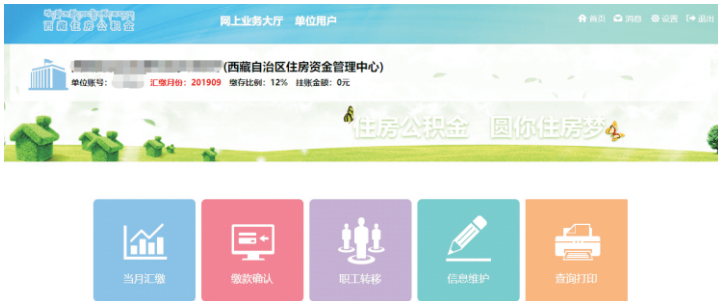 西藏住房公积金
网上业务大厅 单位用户
首页 消息 设置 退出
(西藏自治区住房资金管理中心)
单位账号： 汇缴月份：201909 缴存比例：12% 挂账金额：0元
住房公积金 圆你住房梦
当月汇缴
缴款确认
职工转移
信息维护
查询打印